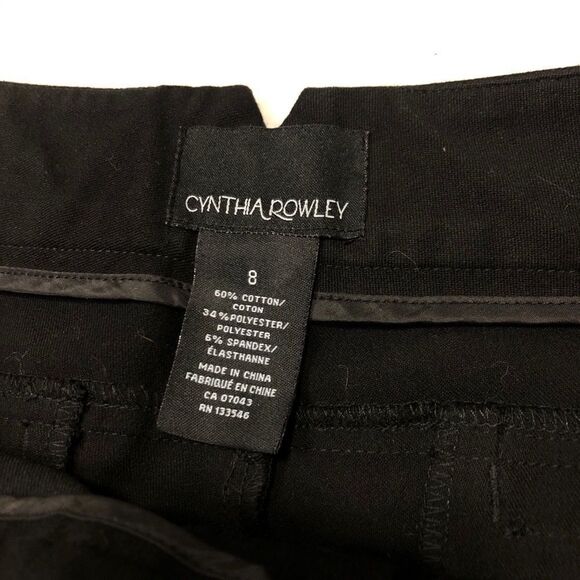 CYNTHIA ROWLEY
8
60% COTTON/
COTON
34%POLYESTER/
POLYESTER
6% SPANDEX/
ÉLASTHANNE
MADE IN CHINA
FABRIQUÉ EN CHINE
CA 07043
RN 133546